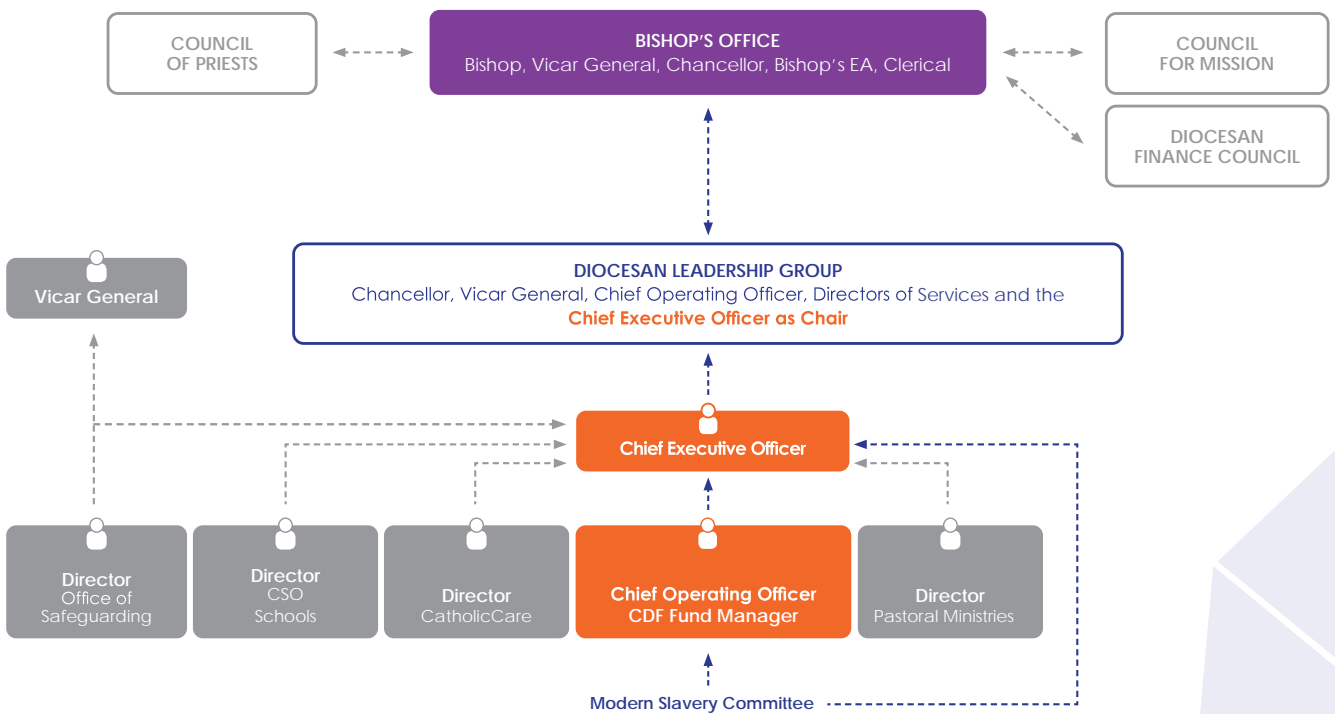 COUNCIL
OF PRIESTS
BISHOP'S OFFICE
Bishop, Vicar General, Chancellor, Bishop's EA, Clerical
COUNCIL
FOR MISSION
DIOCESAN
FINANCE COUNCIL
Vicar General
DIOCESAN LEADERSHIP GROUP
Chancellor, Vicar General, Chief Operating Officer, Directors of Services and the
Chief Executive Officer as Chair
Chief Executive Officer
Director
Office of
Safeguarding
Director
CSO
Schools
Director
CatholicCare
Chief Operating Officer
CDF Fund Manager
Director
Pastoral Ministries
Modern Slavery Committee